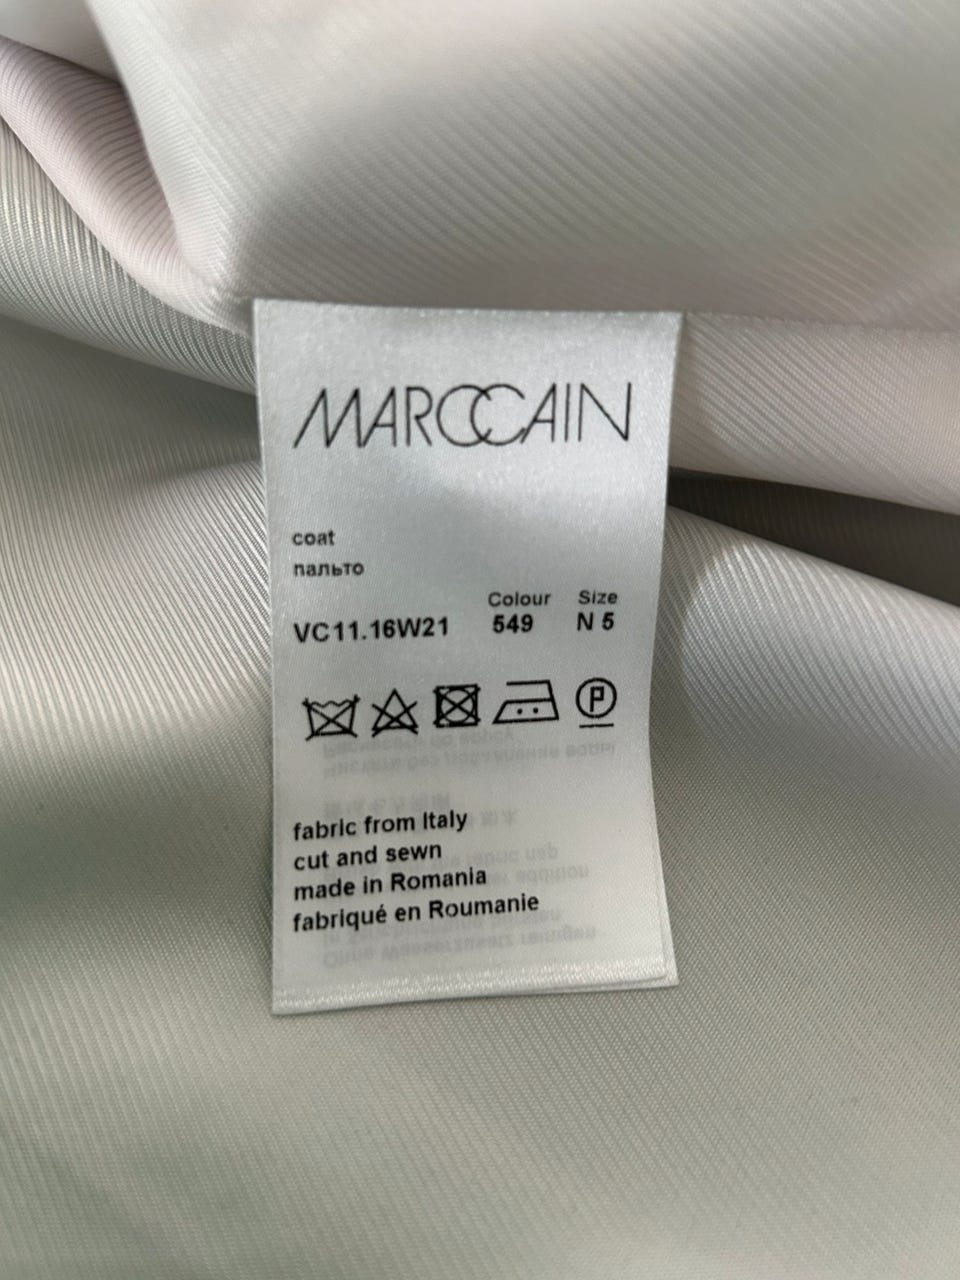 MARCCAIN
coat
пальто
Colour Size
VC11.16W21 549 N 5
P
fabric from Italy
cut and sewn
made in Romania
fabriqué en Roumanie